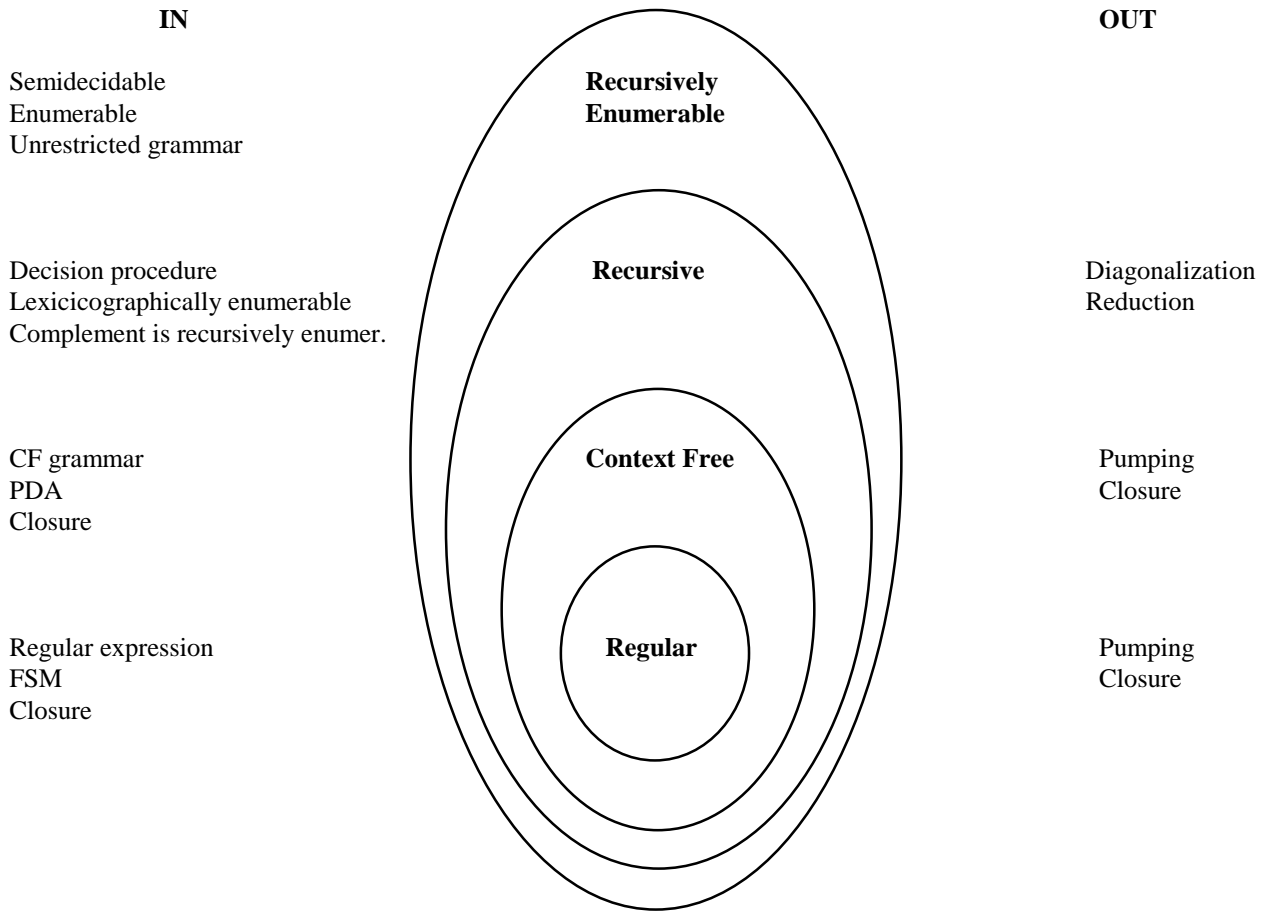 IN
OUT
Semidecidable
Enumerable
Unrestricted grammar
Recursively
Enumerable
Decision procedure
Lexicicographically enumerable
Complement is recursively enumer.
Recursive
Diagonalization
Reduction
CF grammar
PDA
Closure
Context Free
Pumping
Closure
Regular expression
FSM
Closure
Regular
Pumping
Closure